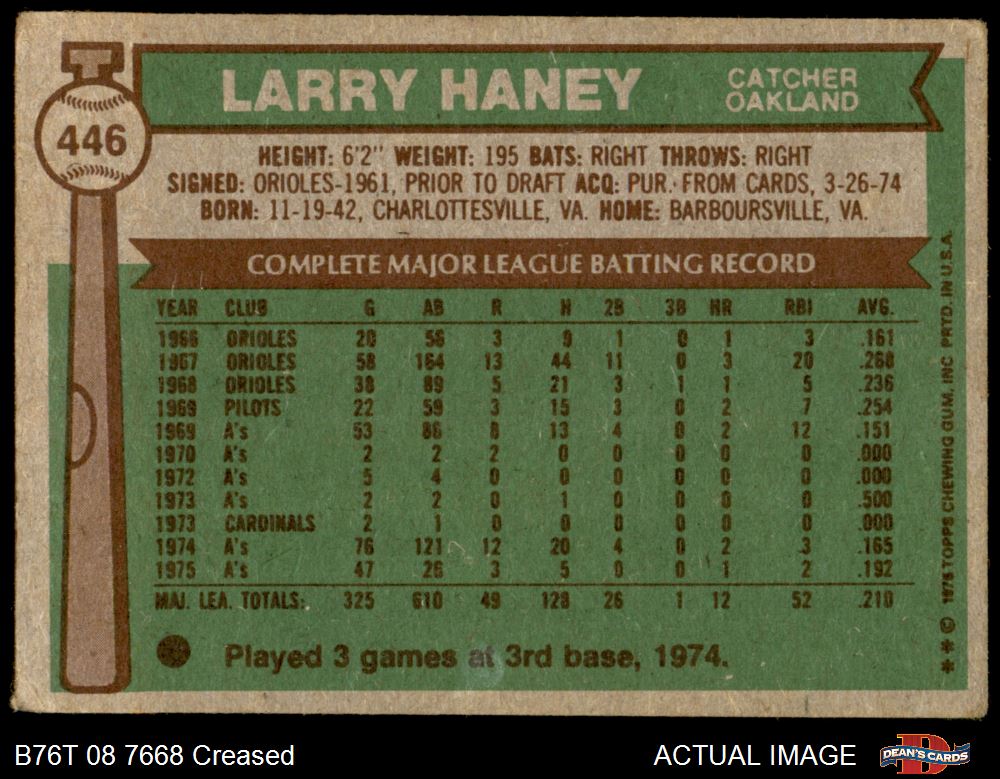 LARRY HANEY
CATCHER
OAKLAND
446
HEIGHT: 6'2" WEIGHT: 195 BATS: RIGHT THROWS: RIGHT
SIGNED: ORIOLES-1961, PRIOR TO DRAFT ACQ: PUR. FROM CARDS, 3-26-74
BORN: 11-19-42, CHARLOTTESVILLE, VA. HOME: BARBOURSVILLE, VA.
COMPLETE MAJOR LEAGUE BATTING RECORD
YEAR CLUB G AB R H 2B 3B HR RBI AVG.
1966 ORIOLES 20 56 3 9 1 0 1 3 .161
1967 ORIOLES 58 164 13 44 11 0 3 20 .268
1968 ORIOLES 38 89 5 21 3 1 1 5 .236
1969 PILOTS 22 59 3 15 3 0 2 7 .254
1969 A's 53 86 8 13 4 0 2 12 .151
1970 A's 2 2 2 0 0 0 0 0 .000
1972 A's 5 4 0 0 0 0 0 0 .000
1973 A's 2 2 0 1 0 0 0 0 .500
1973 CARDINALS 2 1 0 0 0 0 0 0 .000
1974 A's 76 121 12 20 4 0 2 3 .165
1975 A's 47 26 3 5 0 0 1 2 .192
MAJ. LEA. TOTALS: 325 610 49 128 26 1 12 52 .210
Played 3 games at 3rd base, 1974.
* * © 1976 TOPPS CHEWING GUM, INC PRTD. IN U.S.A.
B76T 08 7668 Creased
ACTUAL IMAGE
DEAN'S CARDS